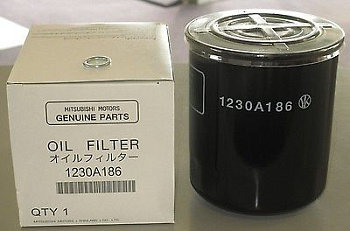 MITSUBISHI MOTORS
GENUINE PARTS
OIL FILTER
オイルフィルター
1230A186
QTY 1
1230A186